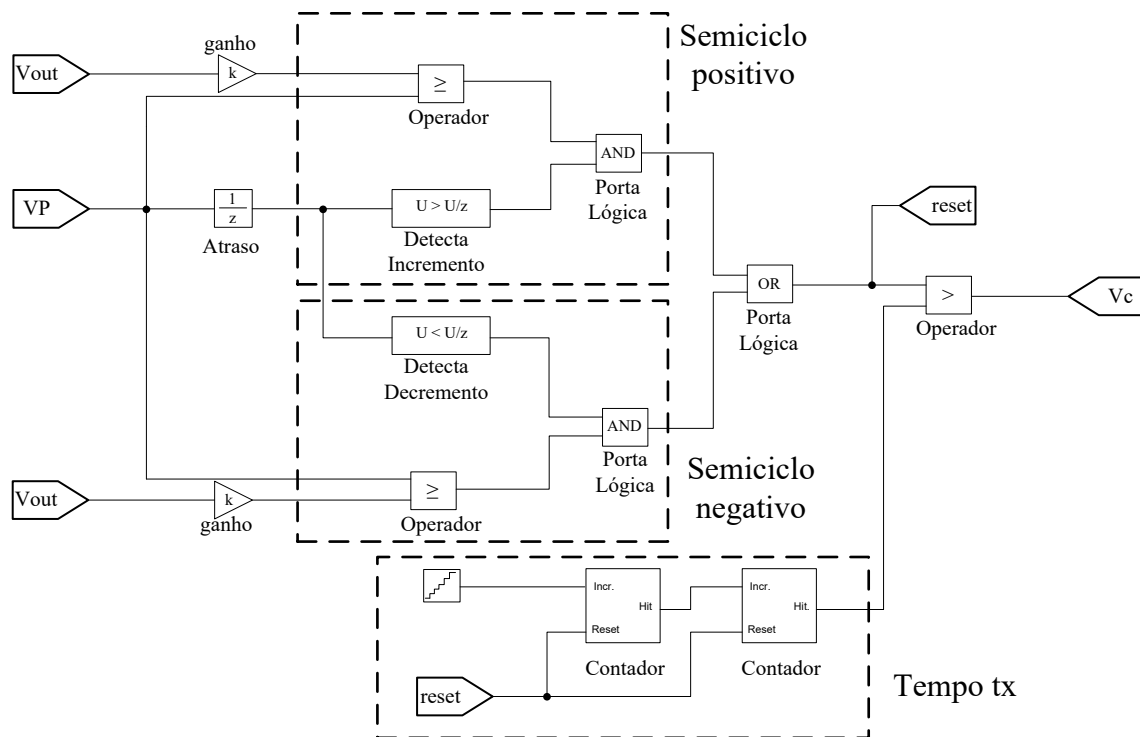 Semiciclo
positivo
ganho
Vout
k
≥
Operador
AND
Porta
Lógica
VP
1
z
Atraso
U > U/z
Detecta
Incremento
reset
OR
Porta
Lógica
>
Operador
Vc
U < U/z
Detecta
Decremento
AND
Porta
Lógica
Semiciclo
negativo
Vout
k
ganho
≥
Operador
Incr.
Hit
Reset
Contador
Incr.
Hit.
Reset
Contador
reset
Tempo tx